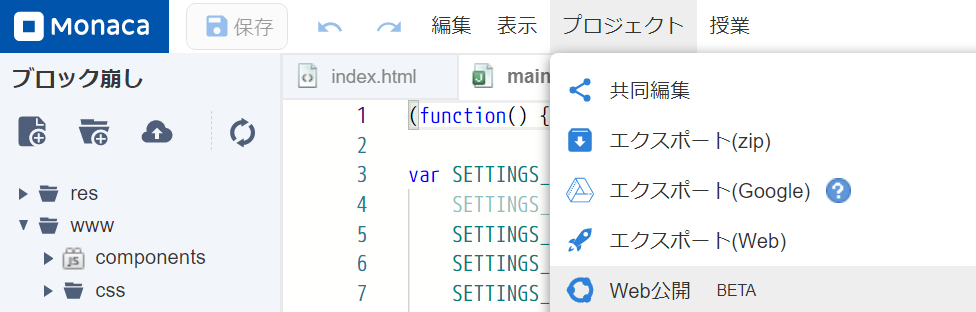 Monaca 保存 編集 表示 プロジェクト 授業
ブロック崩し
index.html main
共同編集
エクスポート(zip)
エクスポート(Google) ?
エクスポート(Web)
Web公開 BETA
res
www
JS components
css
1 (function() {
2
3 var SETTINGS_
4 SETTINGS_
5 SETTINGS_
6 SETTINGS_
7 SETTINGS_